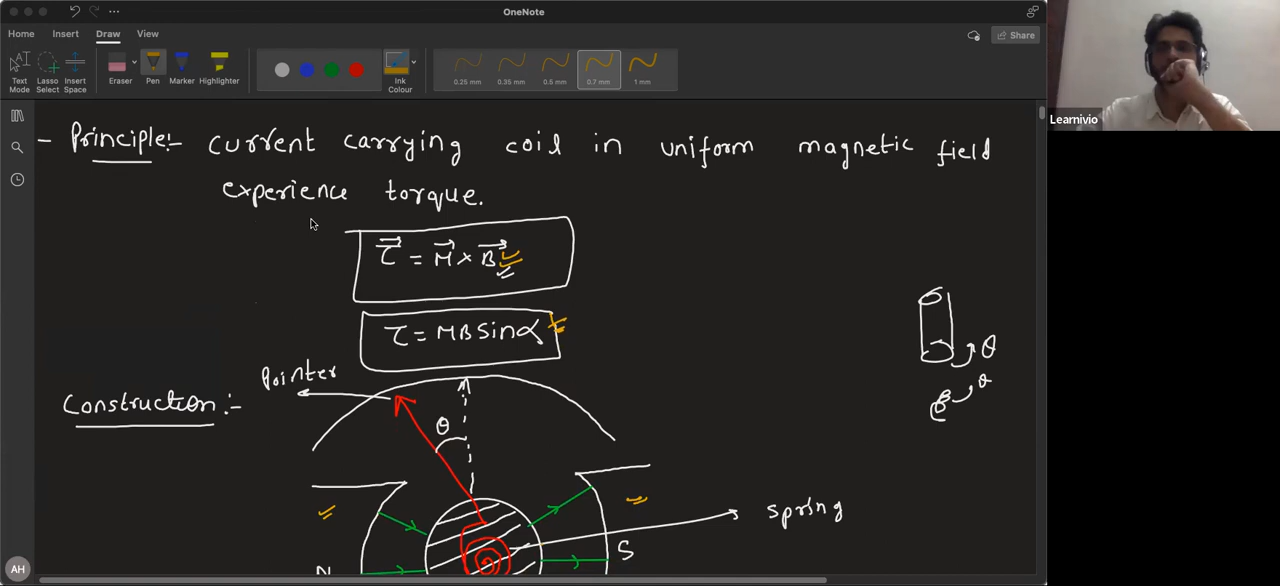 OneNote
Home Insert Draw View
Share
Text Mode
Lasso Select
Insert Space
Eraser
Pen
Marker
Highlighter
Ink Colour
0.25 mm
0.35 mm
0.5 mm
0.7 mm
1 mm
Learnivio
- Principle:- current carrying coil in uniform magnetic field
experience torque.
τ⃗ = M⃗ × B⃗
τ = MB sin α
θ
θ
Pointer
Construction:-
θ
spring
S
N
AH